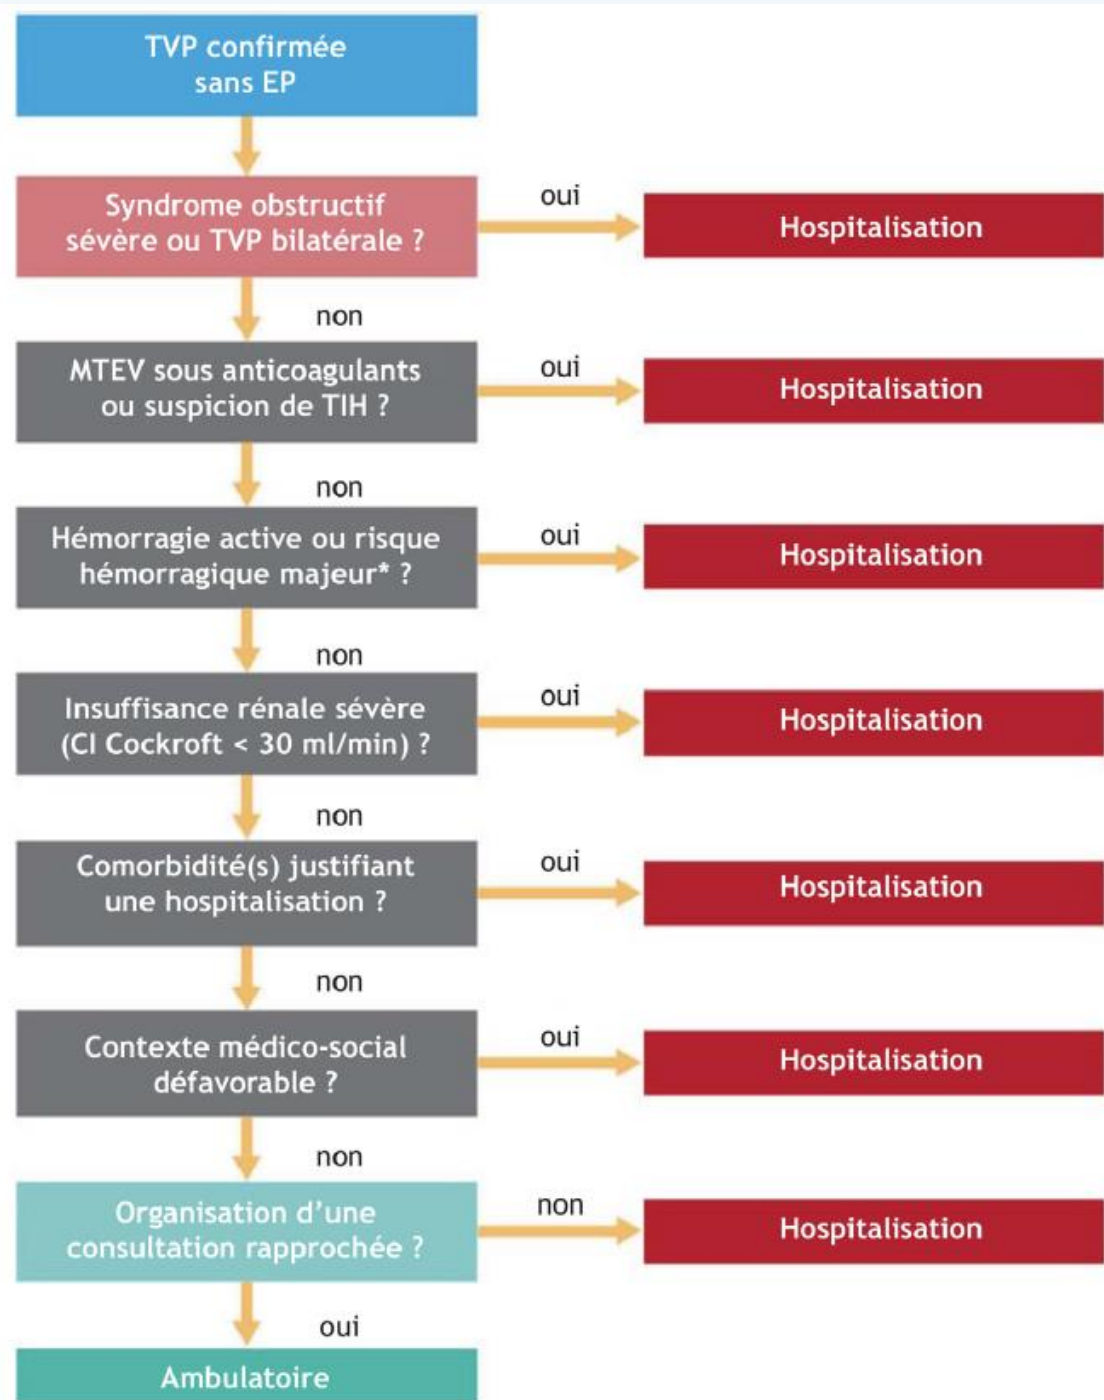 TVP confirmée
sans EP
Syndrome obstructif
sévère ou TVP bilatérale ?
oui
Hospitalisation
non
MTEV sous anticoagulants
ou suspicion de TIH ?
oui
Hospitalisation
non
Hémorragie active ou risque
hémorragique majeur* ?
oui
Hospitalisation
non
Insuffisance rénale sévère
(Cl Cockroft < 30 ml/min) ?
oui
Hospitalisation
non
Comorbidité(s) justifiant
une hospitalisation ?
oui
Hospitalisation
non
Contexte médico-social
défavorable ?
oui
Hospitalisation
non
Organisation d'une
consultation rapprochée ?
non
Hospitalisation
oui
Ambulatoire